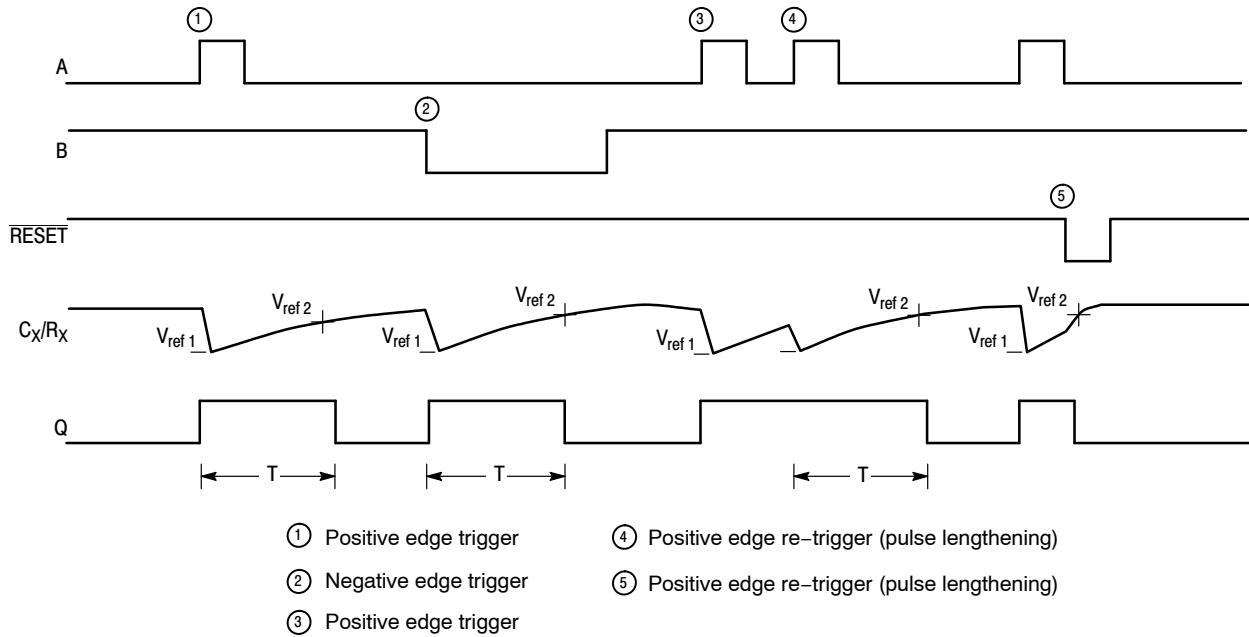 ① ③ ④
A
②
B
⑤
RESET
Vref 2 Vref 2 Vref 2 Vref 2
CX/RX
Vref 1 Vref 1 Vref 1 Vref 1
Q
T T T
① Positive edge trigger
② Negative edge trigger
③ Positive edge trigger
④ Positive edge re−trigger (pulse lengthening)
⑤ Positive edge re−trigger (pulse lengthening)